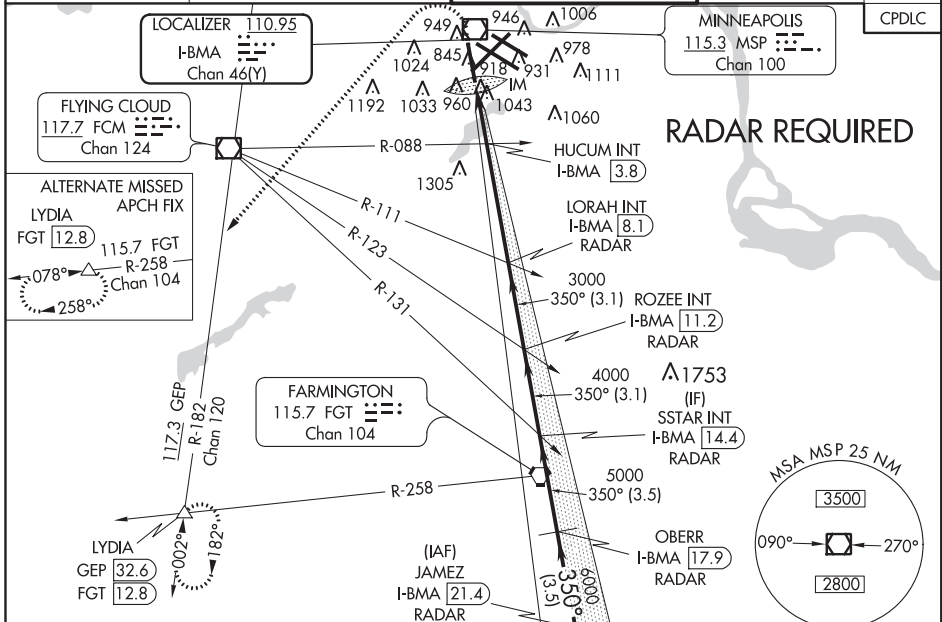 CPDLC
LOCALIZER 110.95
I-BMA
Chan 46(Y)
949
946
1006
845
1024
918
931
978
1111
MINNEAPOLIS
115.3 MSP
Chan 100
IM
1192
1033
960
1043
1060
FLYING CLOUD
117.7 FCM
Chan 124
RADAR REQUIRED
R-088
HUCUM INT
I-BMA 3.8
1305
ALTERNATE MISSED
APCH FIX
LYDIA
FGT 12.8
115.7 FGT
R-258
Chan 104
078°
258°
R-111
R-123
R-131
LORAH INT
I-BMA 8.1
RADAR
3000
350° (3.1)
ROZEE INT
I-BMA 11.2
RADAR
4000
350° (3.1)
1753
(IF)
SSTAR INT
I-BMA 14.4
RADAR
FARMINGTON
115.7 FGT
Chan 104
117.3 GEP
R-182
Chan 120
5000
350° (3.5)
R-258
MSA MSP 25 NM
3500
090°
270°
2800
OBERR
I-BMA 17.9
RADAR
LYDIA
GEP 32.6
FGT 12.8
002°
182°
(IAF)
JAMEZ
I-BMA 21.4
RADAR
6000
350°
(3.5)